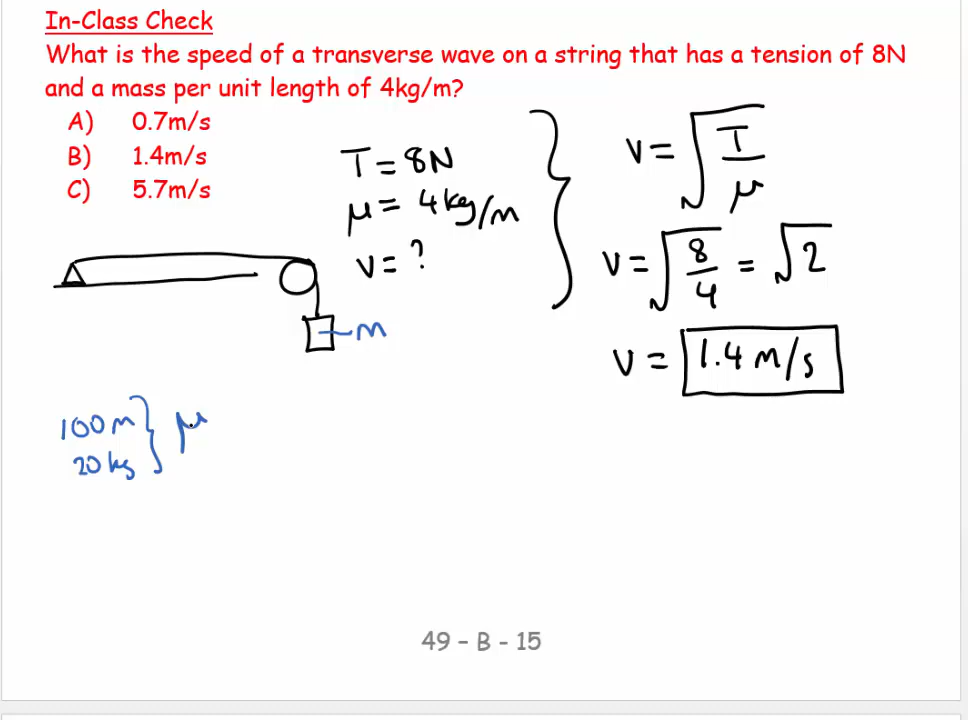 In-Class Check
What is the speed of a transverse wave on a string that has a tension of 8N
and a mass per unit length of 4kg/m?
A) 0.7m/s
B) 1.4m/s
C) 5.7m/s
T = 8N
μ = 4kg/m
v = ?
v = √(T/μ)
v = √(8/4) = √2
v = 1.4 m/s
m
100m
20kg
μ
49 – B - 15